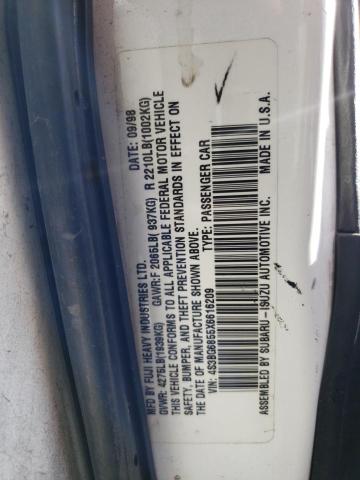 MFD BY FUJI HEAVY INDUSTRIES LTD. DATE: 09/98
GVWR: 4275LB(1939KG) GAWR:F 2065LB( 937KG) R 2210LB(1002KG)
THIS VEHICLE CONFORMS TO ALL APPLICABLE FEDERAL MOTOR VEHICLE
SAFETY, BUMPER, AND THEFT PREVENTION STANDARDS IN EFFECT ON
THE DATE OF MANUFACTURE SHOWN ABOVE.
VIN: 4S3BG6855X6616209 TYPE: PASSENGER CAR
ASSEMBLED BY SUBARU-ISUZU AUTOMOTIVE INC. MADE IN U.S.A.